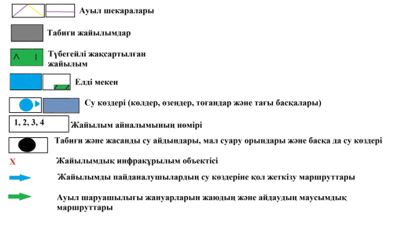 Ауыл шекаралары
Табиғи жайылымдар
Түбегейлі жақсартылған
жайылым
Елді мекен
Су көздері (көлдер, өзендер, тоғандар және тағы басқалары)
1, 2, 3, 4 Жайылым айналымының нөмірі
Табиғи және жасанды су айдындары, мал суару орындары және басқа да су көздері
X Жайылымдық инфрақұрылым объектісі
Жайылымды пайдаланушылардың су көздеріне қол жеткізу маршруттары
Ауыл шаруашылығы жануарларын жаюдың және айдаудың маусымдық
маршруттары